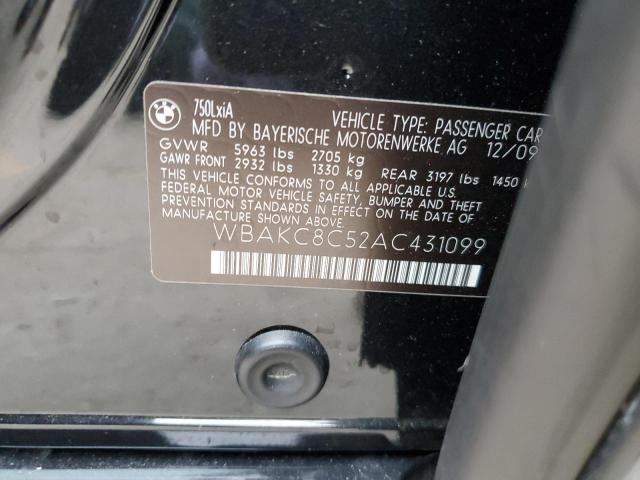 BMW
750LxiA
VEHICLE TYPE: PASSENGER CAR
MFD BY BAYERISCHE MOTORENWERKE AG 12/09
GVWR 5963 lbs 2705 kg
GAWR FRONT 2932 lbs 1330 kg REAR 3197 lbs 1450
THIS VEHICLE CONFORMS TO ALL APPLICABLE U.S.
FEDERAL MOTOR VEHICLE SAFETY, BUMPER AND THEFT
PREVENTION STANDARDS IN EFFECT ON THE DATE OF
MANUFACTURE SHOWN ABOVE.
WBAKC8C52AC431099